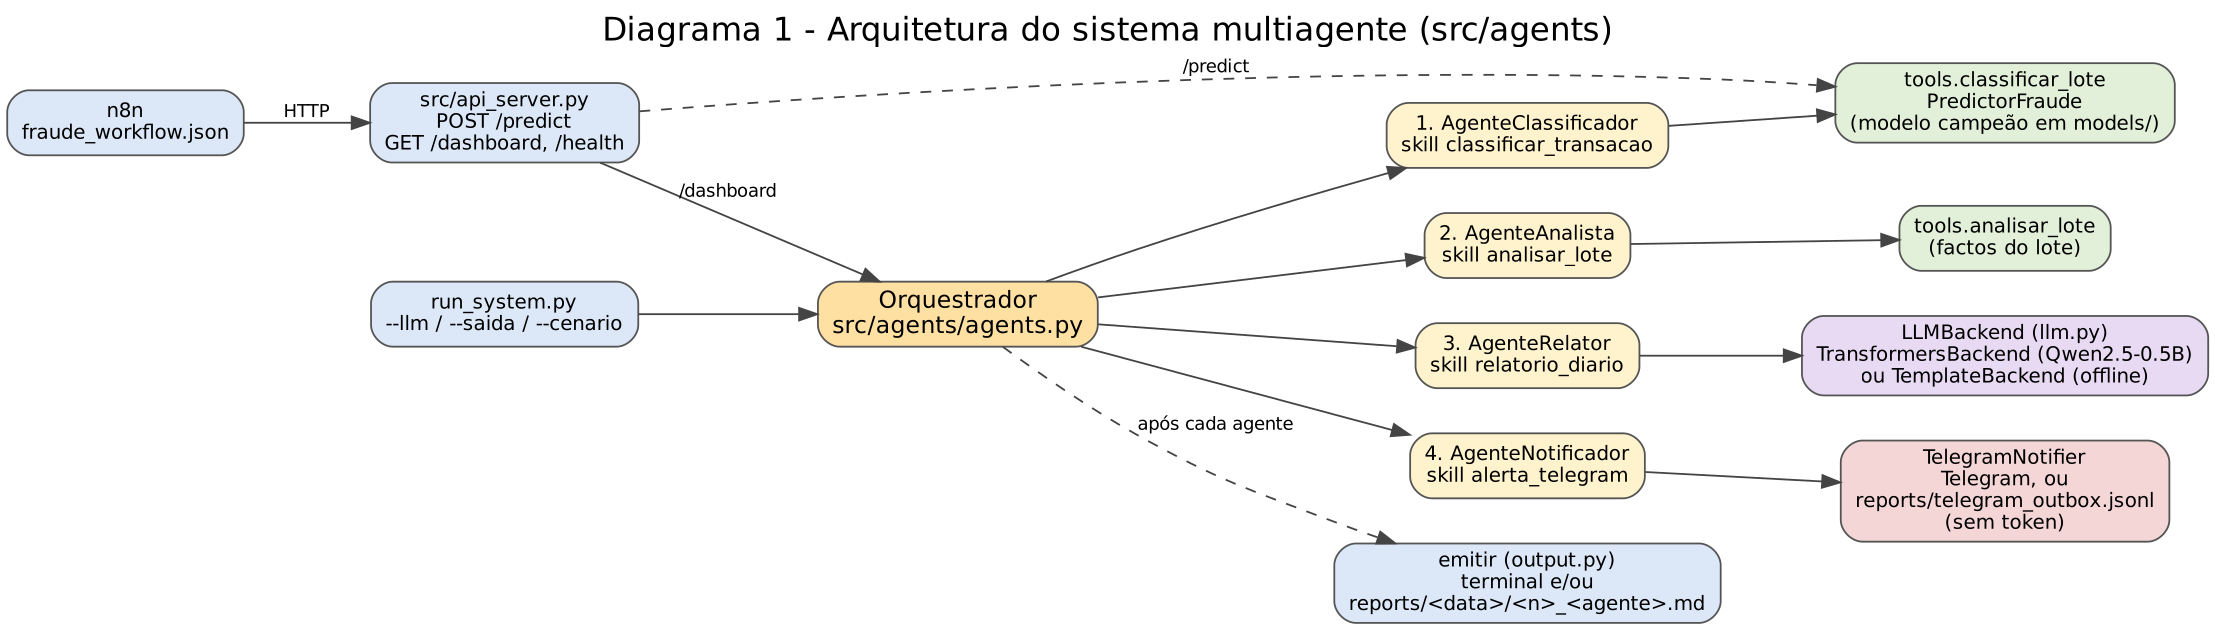 Diagrama 1 - Arquitetura do sistema multiagente (src/agents)
n8n
fraude_workflow.json
HTTP
src/api_server.py
POST /predict
GET /dashboard, /health
/predict
/dashboard
run_system.py
--llm / --saida / --cenario
Orquestrador
src/agents/agents.py
1. AgenteClassificador
skill classificar_transacao
2. AgenteAnalista
skill analisar_lote
3. AgenteRelator
skill relatorio_diario
4. AgenteNotificador
skill alerta_telegram
após cada agente
emitir (output.py)
terminal e/ou
reports/<data>/<n>_<agente>.md
tools.classificar_lote
PredictorFraude
(modelo campeão em models/)
tools.analisar_lote
(factos do lote)
LLMBackend (llm.py)
TransformersBackend (Qwen2.5-0.5B)
ou TemplateBackend (offline)
TelegramNotifier
Telegram, ou
reports/telegram_outbox.jsonl
(sem token)